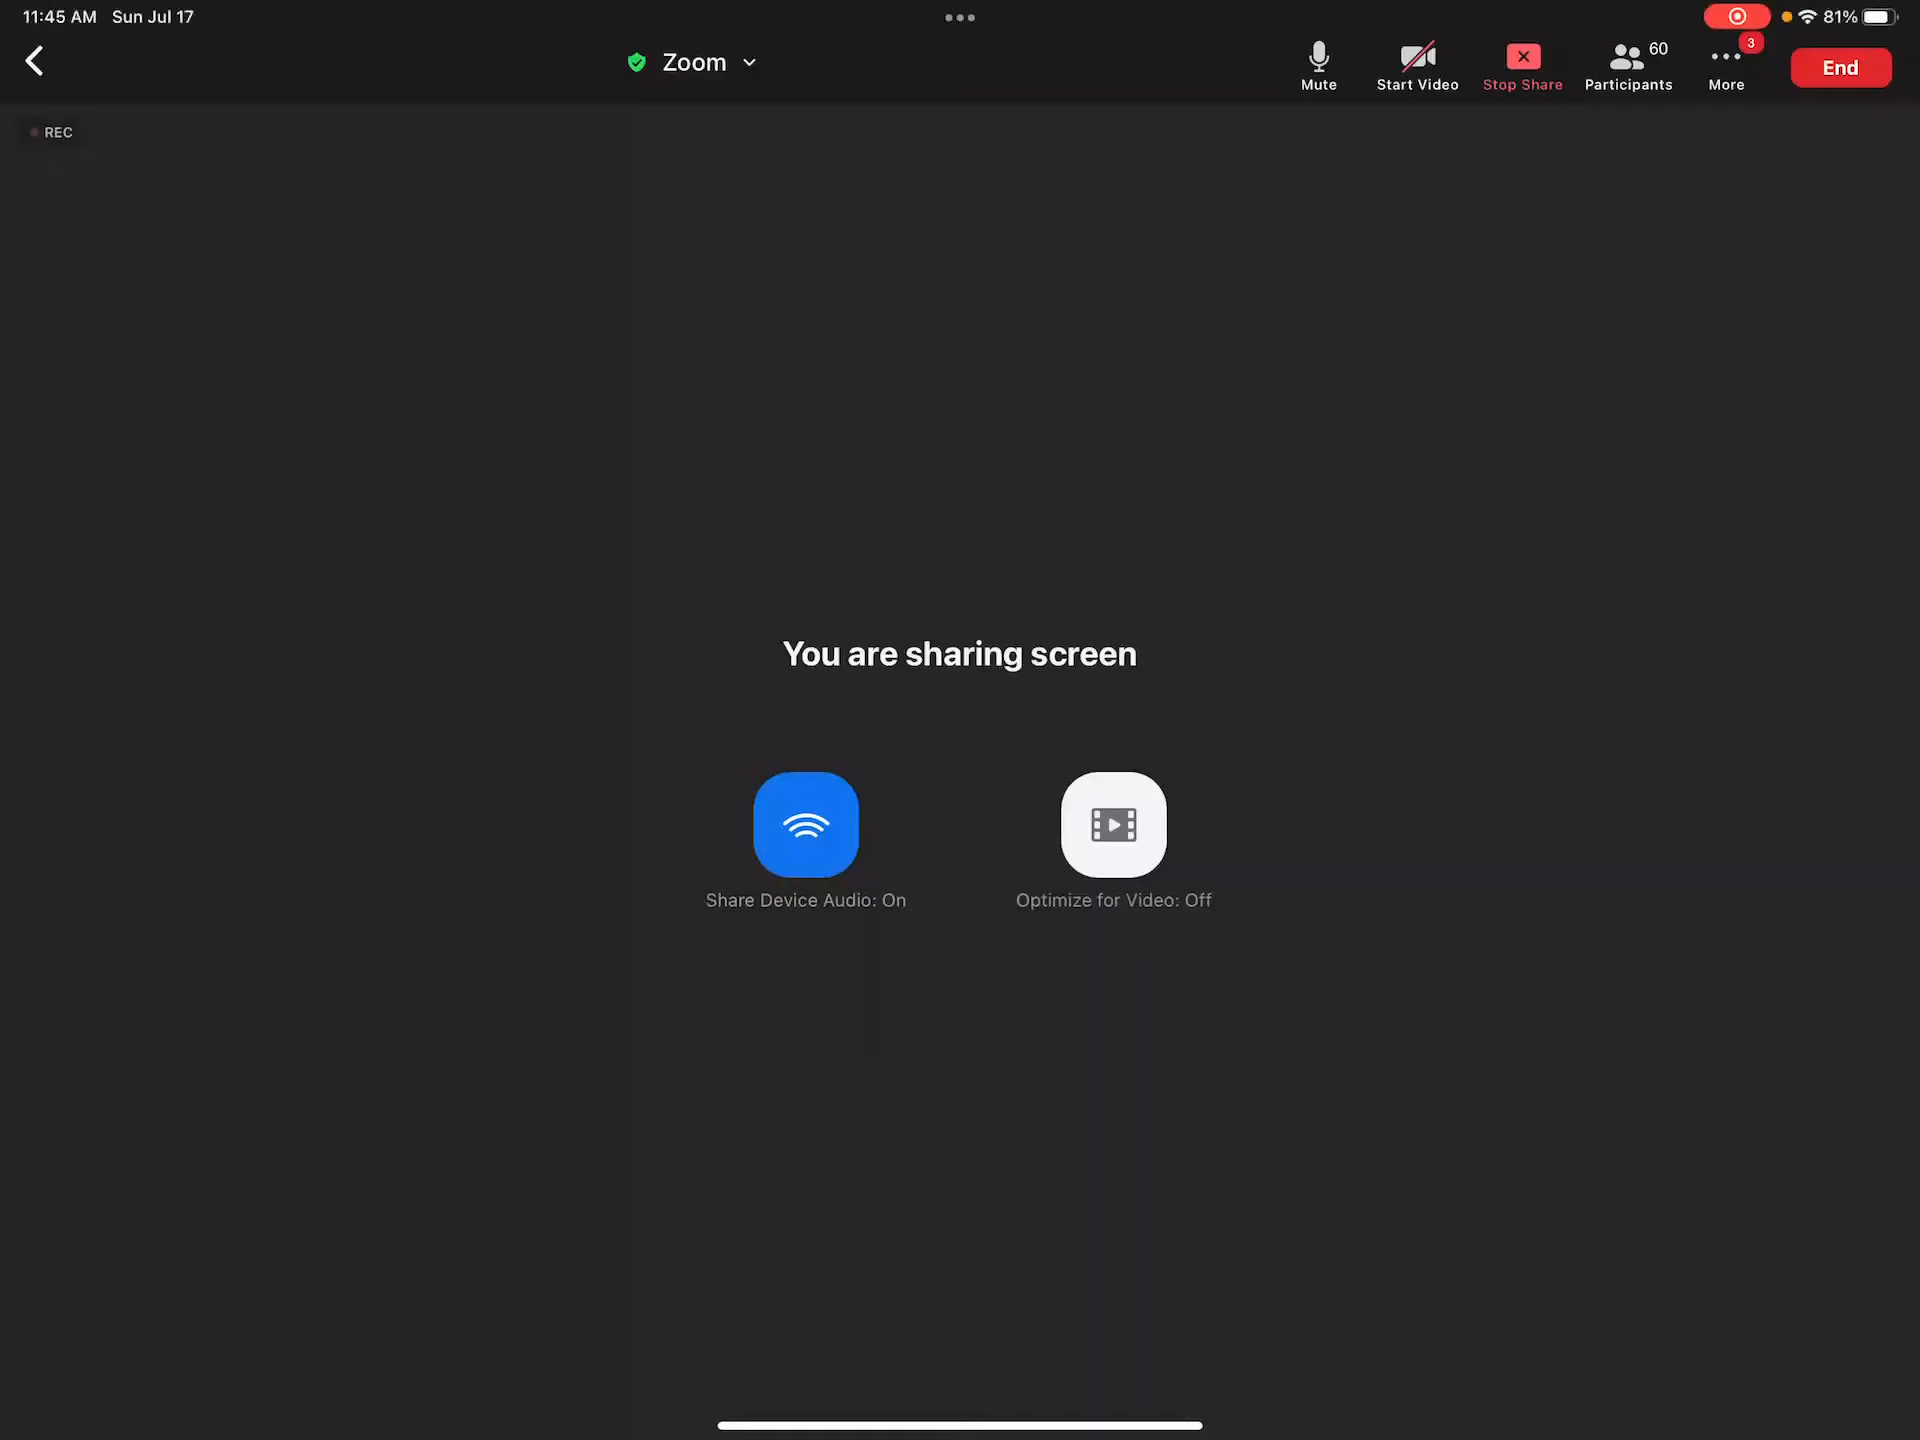 11:45 AM Sun Jul 17
81%
Zoom
Mute
Start Video
Stop Share
60
Participants
3
More
End
REC
You are sharing screen
Share Device Audio: On
Optimize for Video: Off